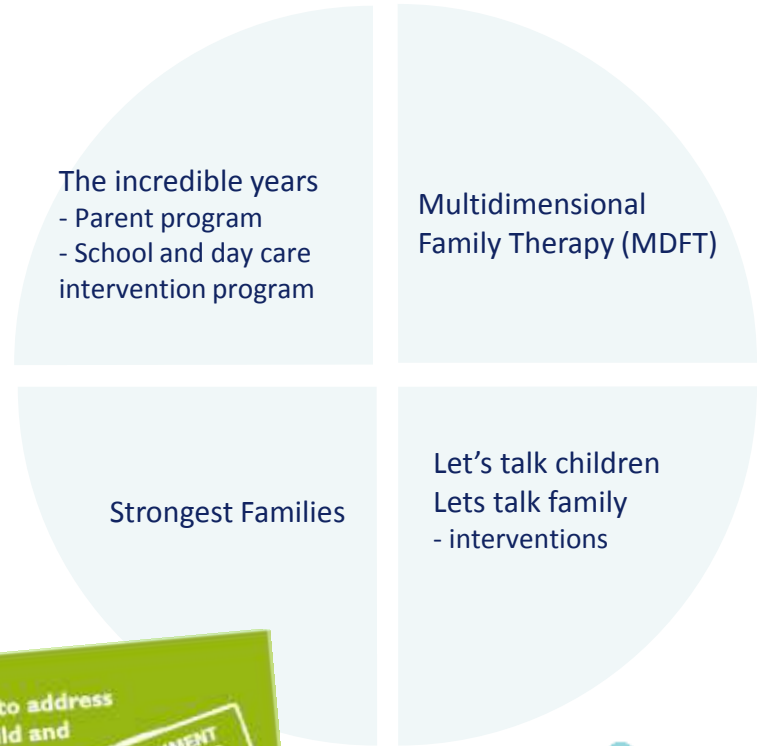 The incredible years
- Parent program
- School and day care
intervention program
Multidimensional
Family Therapy (MDFT)
Strongest Families
Let’s talk children
Lets talk family
- interventions
to address
and